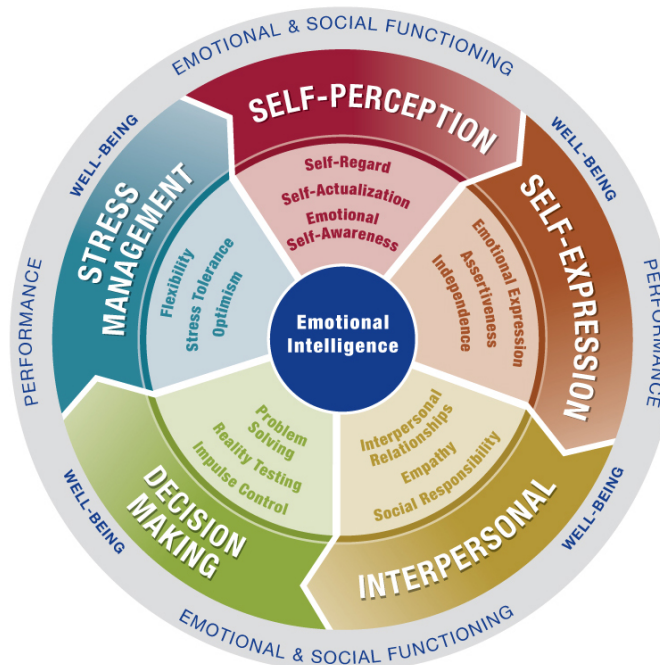 EMOTIONAL & SOCIAL FUNCTIONING
WELL-BEING
WELL-BEING
PERFORMANCE
PERFORMANCE
SELF-PERCEPTION
Self-Regard
Self-Actualization
Emotional
Self-Awareness
SELF-EXPRESSION
Emotional Expression
Assertiveness
Independence
STRESS
MANAGEMENT
Flexibility
Stress Tolerance
Optimism
Emotional
Intelligence
INTERPERSONAL
Interpersonal
Relationships
Empathy
Social Responsibility
DECISION
MAKING
Problem
Solving
Reality Testing
Impulse Control
WELL-BEING
WELL-BEING
EMOTIONAL & SOCIAL FUNCTIONING